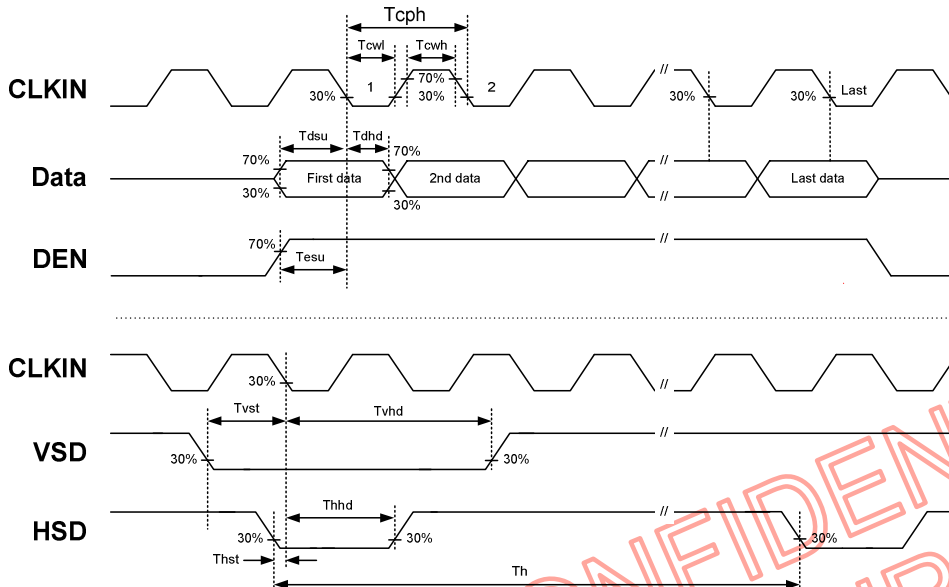 Tcph
Tcwl Tcwh
CLKIN 30% 1 70% 30% 2 // 30% 30% Last
Tdsu Tdhd
70% 70%
Data First data 2nd data // // Last data
30% 30%
DEN 70% //
Tesu
CLKIN 30% //
Tvst Tvhd
VSD 30% 30% //
Thhd
HSD 30% 30% // 30%
Thst
Th